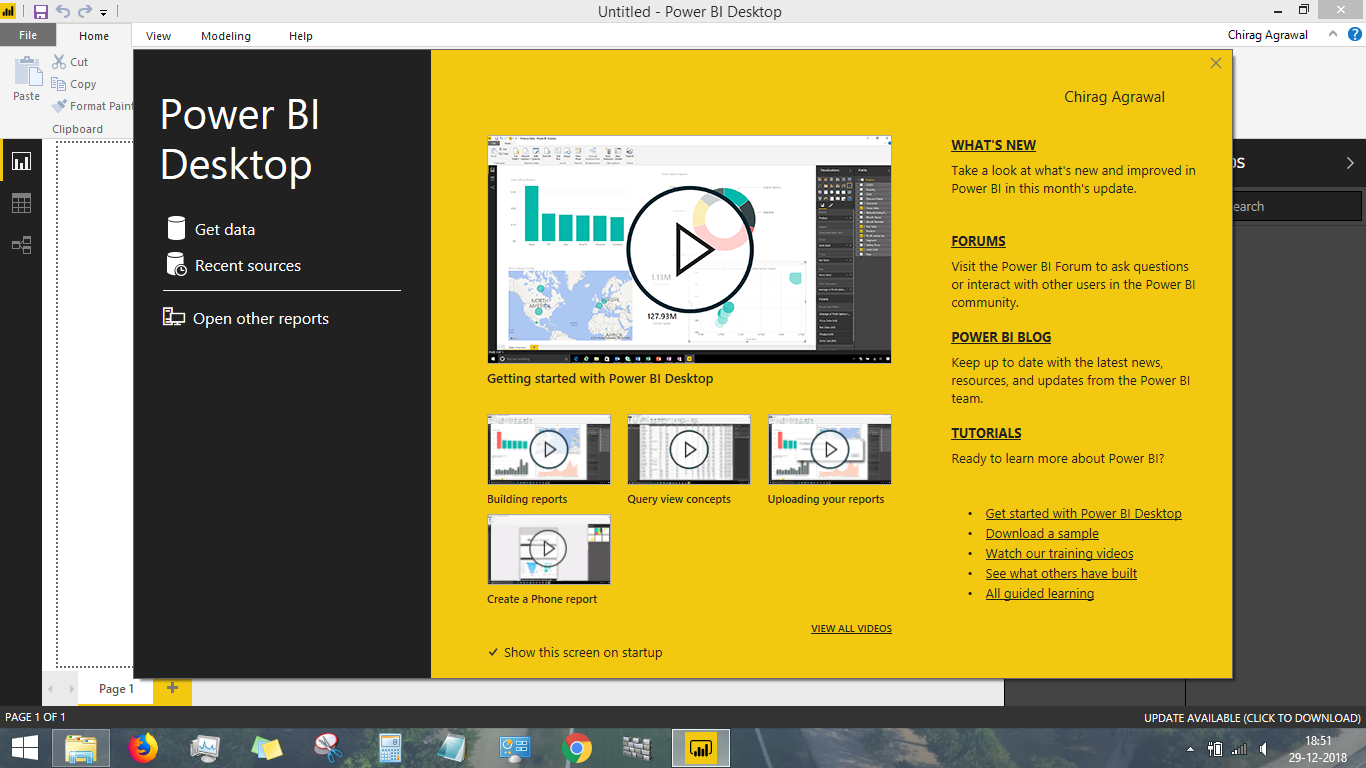 Untitled - Power BI Desktop
File
Home
View
Modeling
Help
Chirag Agrawal
Paste
Cut
Copy
Format Paint
Clipboard
Power BI
Desktop
Get data
Recent sources
Open other reports
Chirag Agrawal
127.93M
1.13M
Getting started with Power BI Desktop
Building reports
Query view concepts
Uploading your reports
Create a Phone report
VIEW ALL VIDEOS
Show this screen on startup
WHAT'S NEW
Take a look at what's new and improved in
Power BI in this month's update.
FORUMS
Visit the Power BI Forum to ask questions
or interact with other users in the Power BI
community.
POWER BI BLOG
Keep up to date with the latest news,
resources, and updates from the Power BI
team.
TUTORIALS
Ready to learn more about Power BI?
• Get started with Power BI Desktop
• Download a sample
• Watch our training videos
• See what others have built
• All guided learning
earch
Page 1
PAGE 1 OF 1
UPDATE AVAILABLE (CLICK TO DOWNLOAD)
18:51
29-12-2018